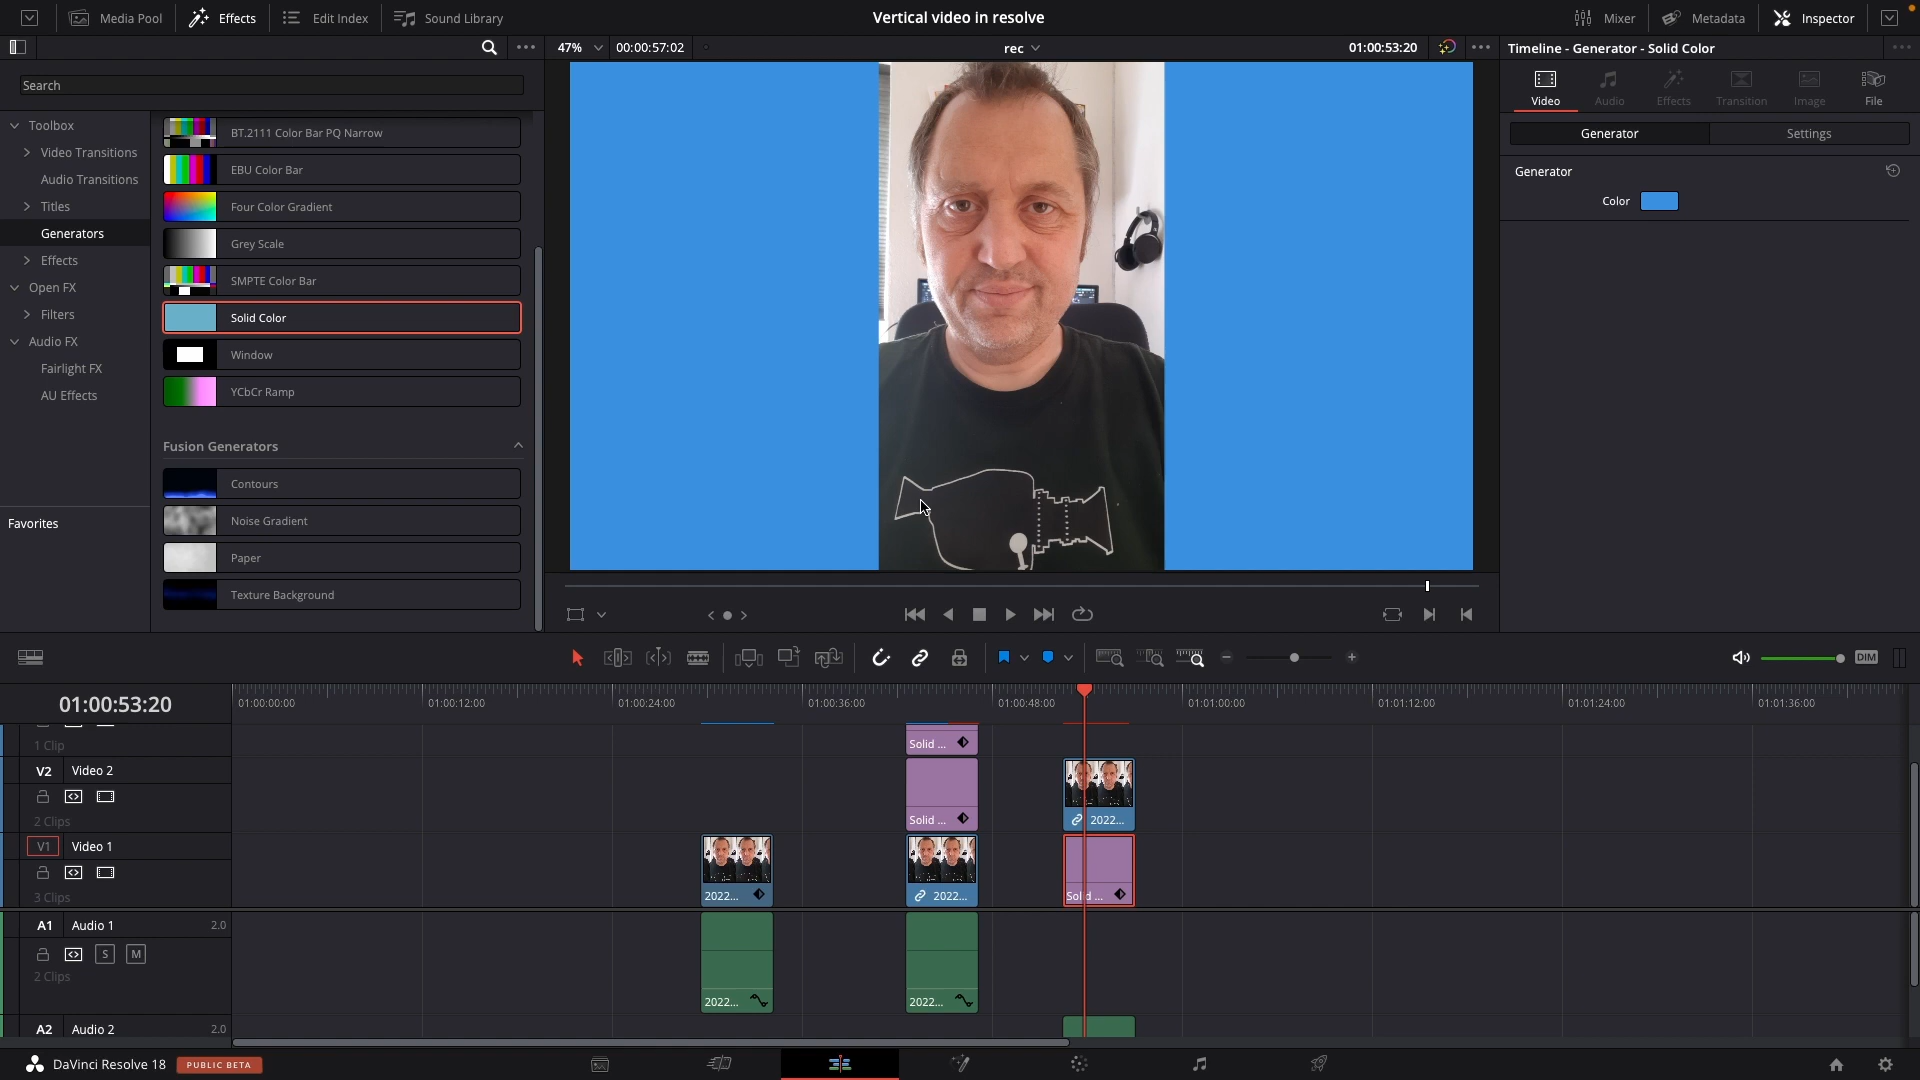 Media Pool
Effects
Edit Index
Sound Library
Vertical video in resolve
Mixer
Metadata
Inspector
47%
00:00:57:02
rec
01:00:53:20
Timeline - Generator - Solid Color
Search
Video
Audio
Effects
Transition
Image
File
Generator
Settings
Generator
Color
Toolbox
Video Transitions
Audio Transitions
Titles
Generators
Effects
Open FX
Filters
Audio FX
Fairlight FX
AU Effects
Favorites
BT.2111 Color Bar PQ Narrow
EBU Color Bar
Four Color Gradient
Grey Scale
SMPTE Color Bar
Solid Color
Window
YCbCr Ramp
Fusion Generators
Contours
Noise Gradient
Paper
Texture Background
DIM
01:00:53:20
01:00:00:00
01:00:12:00
01:00:24:00
01:00:36:00
01:00:48:00
01:01:00:00
01:01:12:00
01:01:24:00
01:01:36:00
1 Clip
Solid ...
V2
Video 2
2 Clips
Solid ...
2022...
V1
Video 1
3 Clips
2022...
2022...
Solid ...
A1
Audio 1
2.0
S
M
2 Clips
2022...
2022...
A2
Audio 2
2.0
DaVinci Resolve 18
PUBLIC BETA